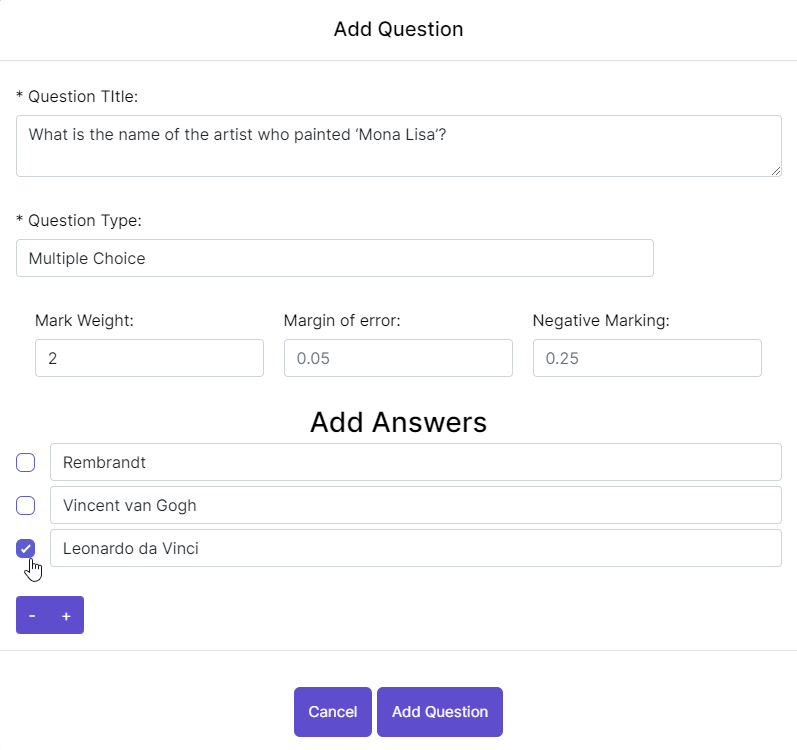 Add Question
* Question TItle:
What is the name of the artist who painted ‘Mona Lisa’?
* Question Type:
Multiple Choice
Mark Weight: Margin of error: Negative Marking:
2 0.05 0.25
Add Answers
Rembrandt
Vincent van Gogh
Leonardo da Vinci
- +
Cancel Add Question